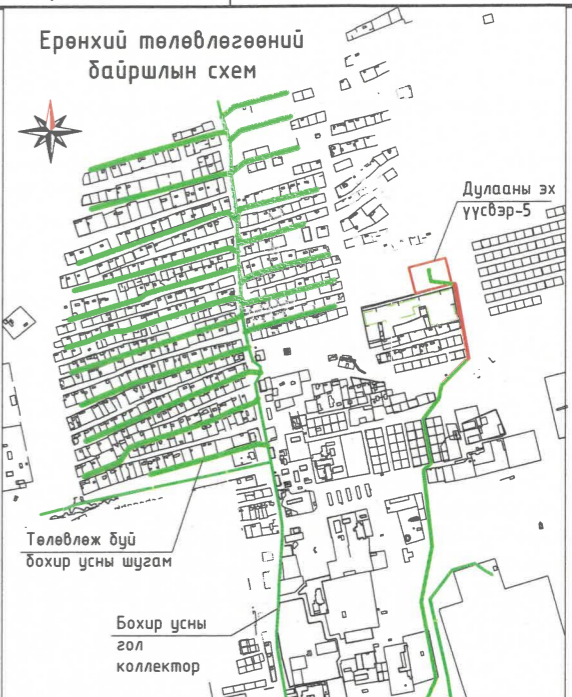 Ерөнхий төлөвлөгөөний
байршлын схем
Дулааны эх
үүсвэр-5
Төлөвлөж буй
бохир усны шугам
Бохир усны
гол
коллектор